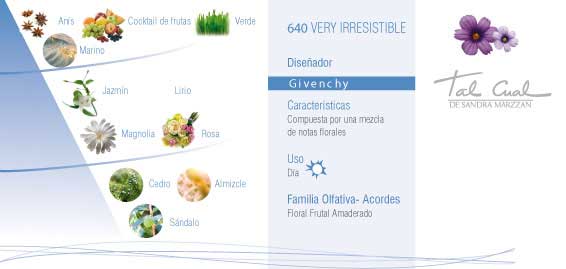 Anís
Cocktail de frutas
Verde
Marino
Jazmín
Lirio
Magnolia
Rosa
Cedro
Almizcle
Sándalo
640 VERY IRRESISTIBLE
Diseñador
Givenchy
Características
Compuesta por una mezcla
de notas florales
Uso
Día
Familia Olfativa- Acordes
Floral Frutal Amaderado
Tal Cual
DE SANDRA MARZZAN